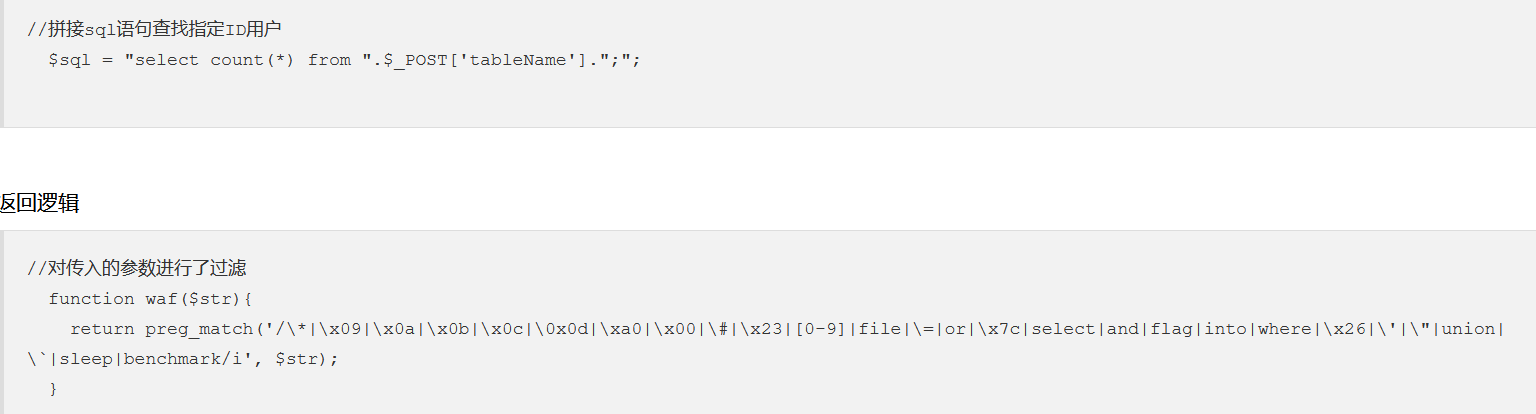 //拼接sql语句查找指定ID用户
$sql = "select count(*) from ".$_POST['tableName'].";";
返回逻辑
//对传入的参数进行了过滤
function waf($str){
return preg_match('/\*|\x09|\x0a|\x0b|\x0c|\0x0d|\xa0|\x00|\#|\x23|[0-9]|file|\=|or|\x7c|select|and|flag|into|where|\x26|\'|\"|union|
\`|sleep|benchmark/i', $str);
}